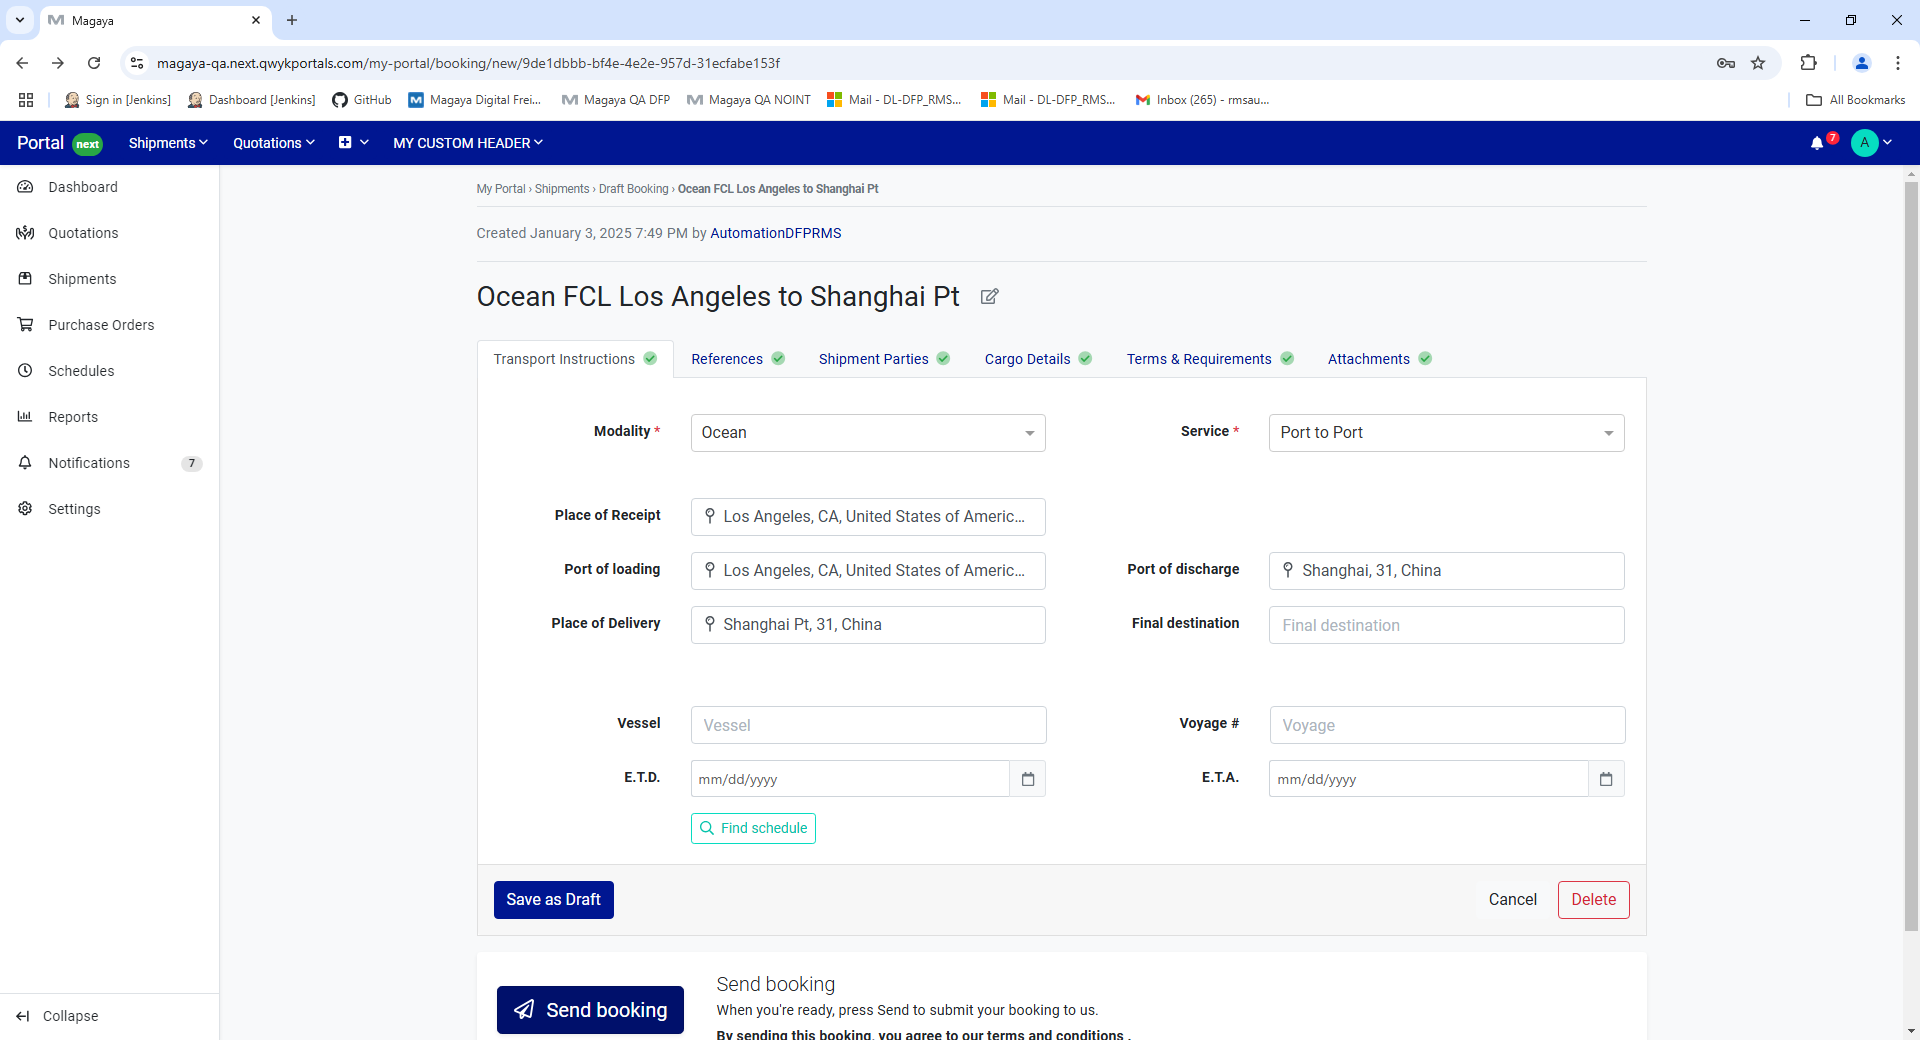 Magaya
magaya-qa.next.qwykportals.com/my-portal/booking/new/9de1dbbb-bf4e-4e2e-957d-31ecfabe153f
Sign in [Jenkins]
Dashboard [Jenkins]
GitHub
Magaya Digital Frei...
Magaya QA DFP
Magaya QA NOINT
Mail - DL-DFP_RMS...
Mail - DL-DFP_RMS...
Inbox (265) - rmsau...
All Bookmarks
Portal next
Shipments
Quotations
MY CUSTOM HEADER
7
A
Dashboard
Quotations
Shipments
Purchase Orders
Schedules
Reports
Notifications 7
Settings
Collapse
My Portal › Shipments › Draft Booking › Ocean FCL Los Angeles to Shanghai Pt
Created January 3, 2025 7:49 PM by AutomationDFPRMS
Ocean FCL Los Angeles to Shanghai Pt
Transport Instructions
References
Shipment Parties
Cargo Details
Terms & Requirements
Attachments
Modality * Ocean
Service * Port to Port
Place of Receipt Los Angeles, CA, United States of Americ...
Port of loading Los Angeles, CA, United States of Americ...
Port of discharge Shanghai, 31, China
Place of Delivery Shanghai Pt, 31, China
Final destination Final destination
Vessel Vessel
Voyage # Voyage
E.T.D. mm/dd/yyyy
E.T.A. mm/dd/yyyy
Find schedule
Save as Draft
Cancel
Delete
Send booking
Send booking
When you're ready, press Send to submit your booking to us.
By sending this booking, you agree to our terms and conditions .